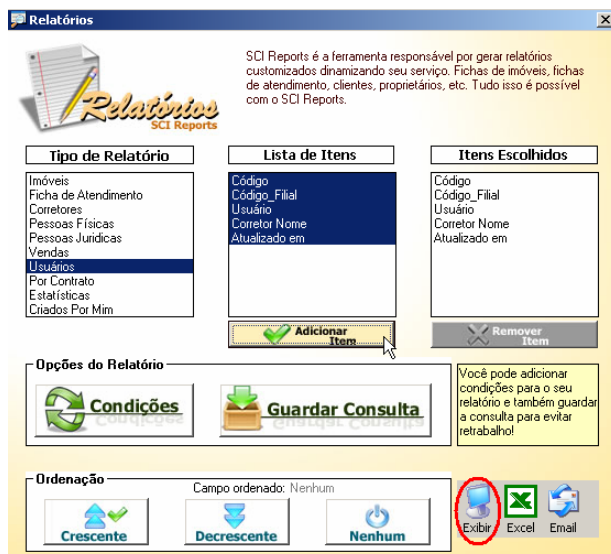 Relatórios
SCI Reports é a ferramenta responsável por gerar relatórios
customizados dinamizando seu serviço. Fichas de imóveis, fichas
de atendimento, clientes, proprietários, etc. Tudo isso é possível
com o SCI Reports.
Relatórios
SCI Reports
Tipo de Relatório
Imóveis
Ficha de Atendimento
Corretores
Pessoas Físicas
Pessoas Juridicas
Vendas
Usuários
Por Contrato
Estatísticas
Criados Por Mim
Lista de Itens
Código
Código_Filial
Usuário
Corretor Nome
Atualizado em
Adicionar
Item
Itens Escolhidos
Código
Código_Filial
Usuário
Corretor Nome
Atualizado em
Remover
Item
Opções do Relatório
Condições
Guardar Consulta
Você pode adicionar
condições para o seu
relatório e também guardar
a consulta para evitar
retrabalho!
Ordenação
Campo ordenado: Nenhum
Crescente
Decrescente
Nenhum
Exibir
Excel
Email